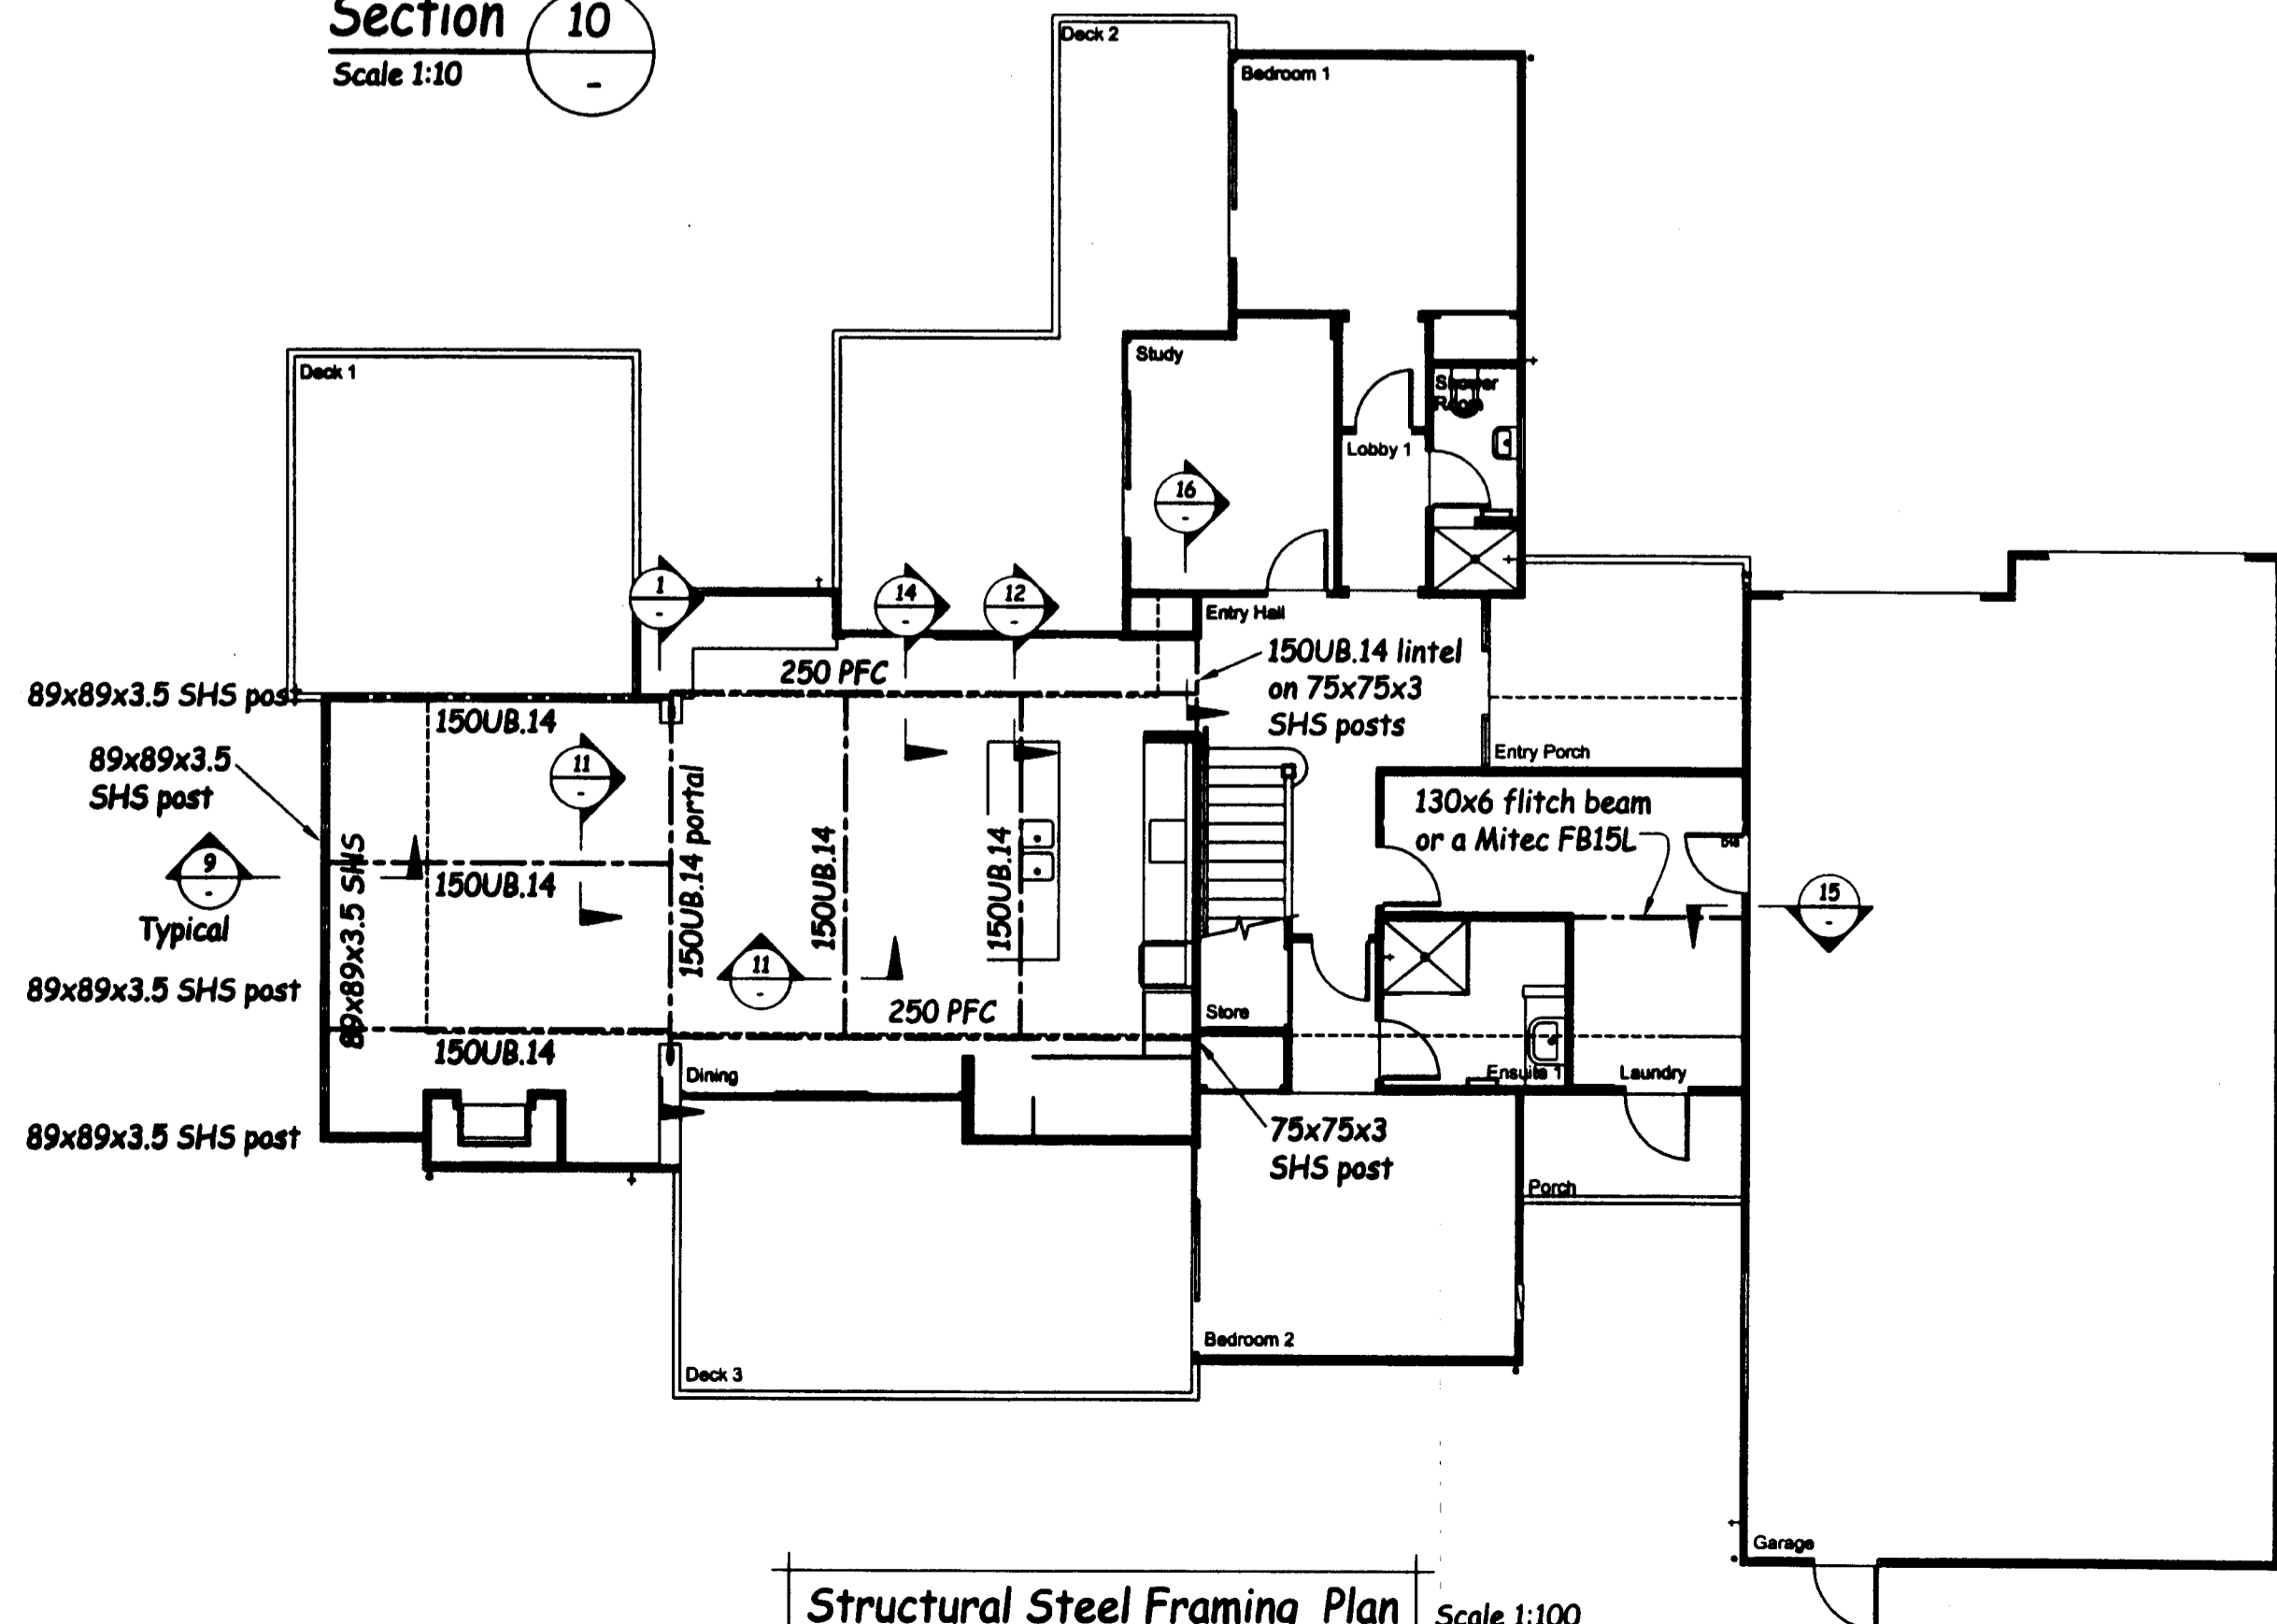 Section 10
-
Scale 1:10
Deck 2
Bedroom 1
Study
Deck 1
Shower
Room
Lobby 1
16
-
1
-
14
-
12
-
Entry Hall
150UB.14 lintel
on 75x75x3
SHS posts
250 PFC
89x89x3.5 SHS post
150UB.14
89x89x3.5
SHS post
11
-
Entry Porch
130x6 flitch beam
or a Mitec FB15L
9
-
Typical
150UB.14
89x89x3.5 SHS
150UB.14 portal
150UB.14
150UB.14
15
-
11
-
89x89x3.5 SHS post
250 PFC
Store
150UB.14
Dining
Ensuite 1
Laundry
89x89x3.5 SHS post
75x75x3
SHS post
Porch
Bedroom 2
Deck 3
Garage
Structural Steel Framing Plan
Scale 1:100